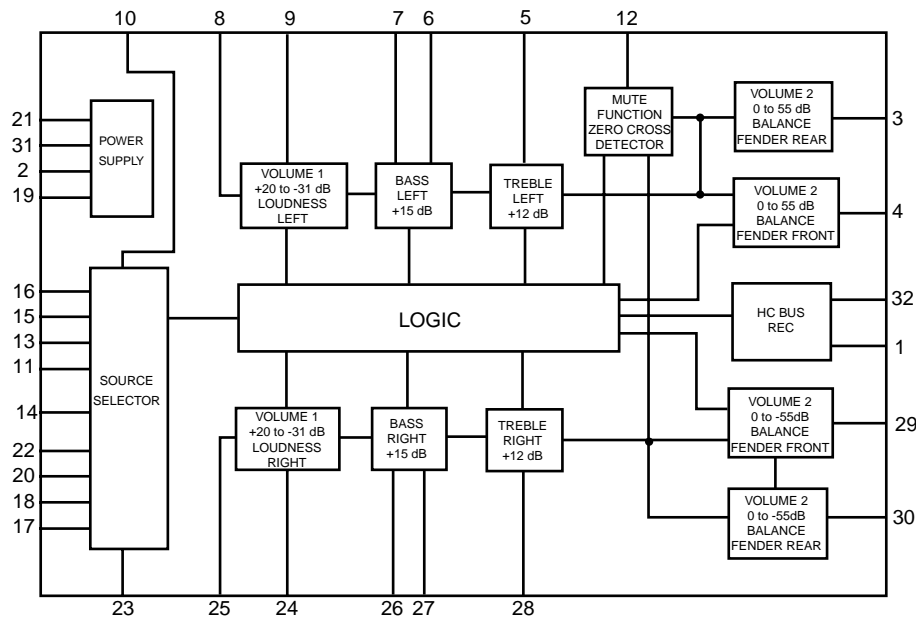 10
8
9
7
6
5
12
21
31
2
19
POWER
SUPPLY
VOLUME 1
+20 to -31 dB
LOUDNESS
LEFT
BASS
LEFT
+15 dB
TREBLE
LEFT
+12 dB
MUTE
FUNCTION
ZERO CROSS
DETECTOR
VOLUME 2
0 to 55 dB
BALANCE
FENDER REAR
3
VOLUME 2
0 to 55 dB
BALANCE
FENDER FRONT
4
16
15
13
11
14
22
20
18
17
SOURCE
SELECTOR
LOGIC
HC BUS
REC
32
1
VOLUME 1
+20 to -31 dB
LOUDNESS
RIGHT
BASS
RIGHT
+15 dB
TREBLE
RIGHT
+12 dB
VOLUME 2
0 to -55dB
BALANCE
FENDER FRONT
29
VOLUME 2
0 to -55dB
BALANCE
FENDER REAR
30
23
25
24
26
27
28